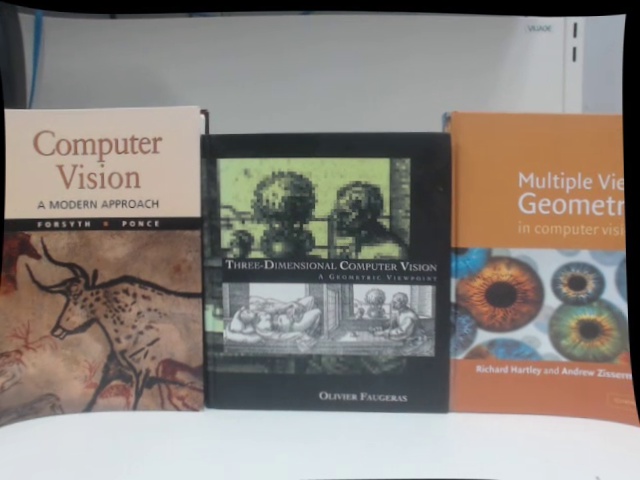 Computer
Vision
A MODERN APPROACH
FORSYTH PONCE
THREE-DIMENSIONAL COMPUTER VISION
A GEOMETRIC VIEWPOINT
OLIVIER FAUGERAS
Multiple Vie
Geometr
in computer visi
Richard Hartley and Andrew Zisserm